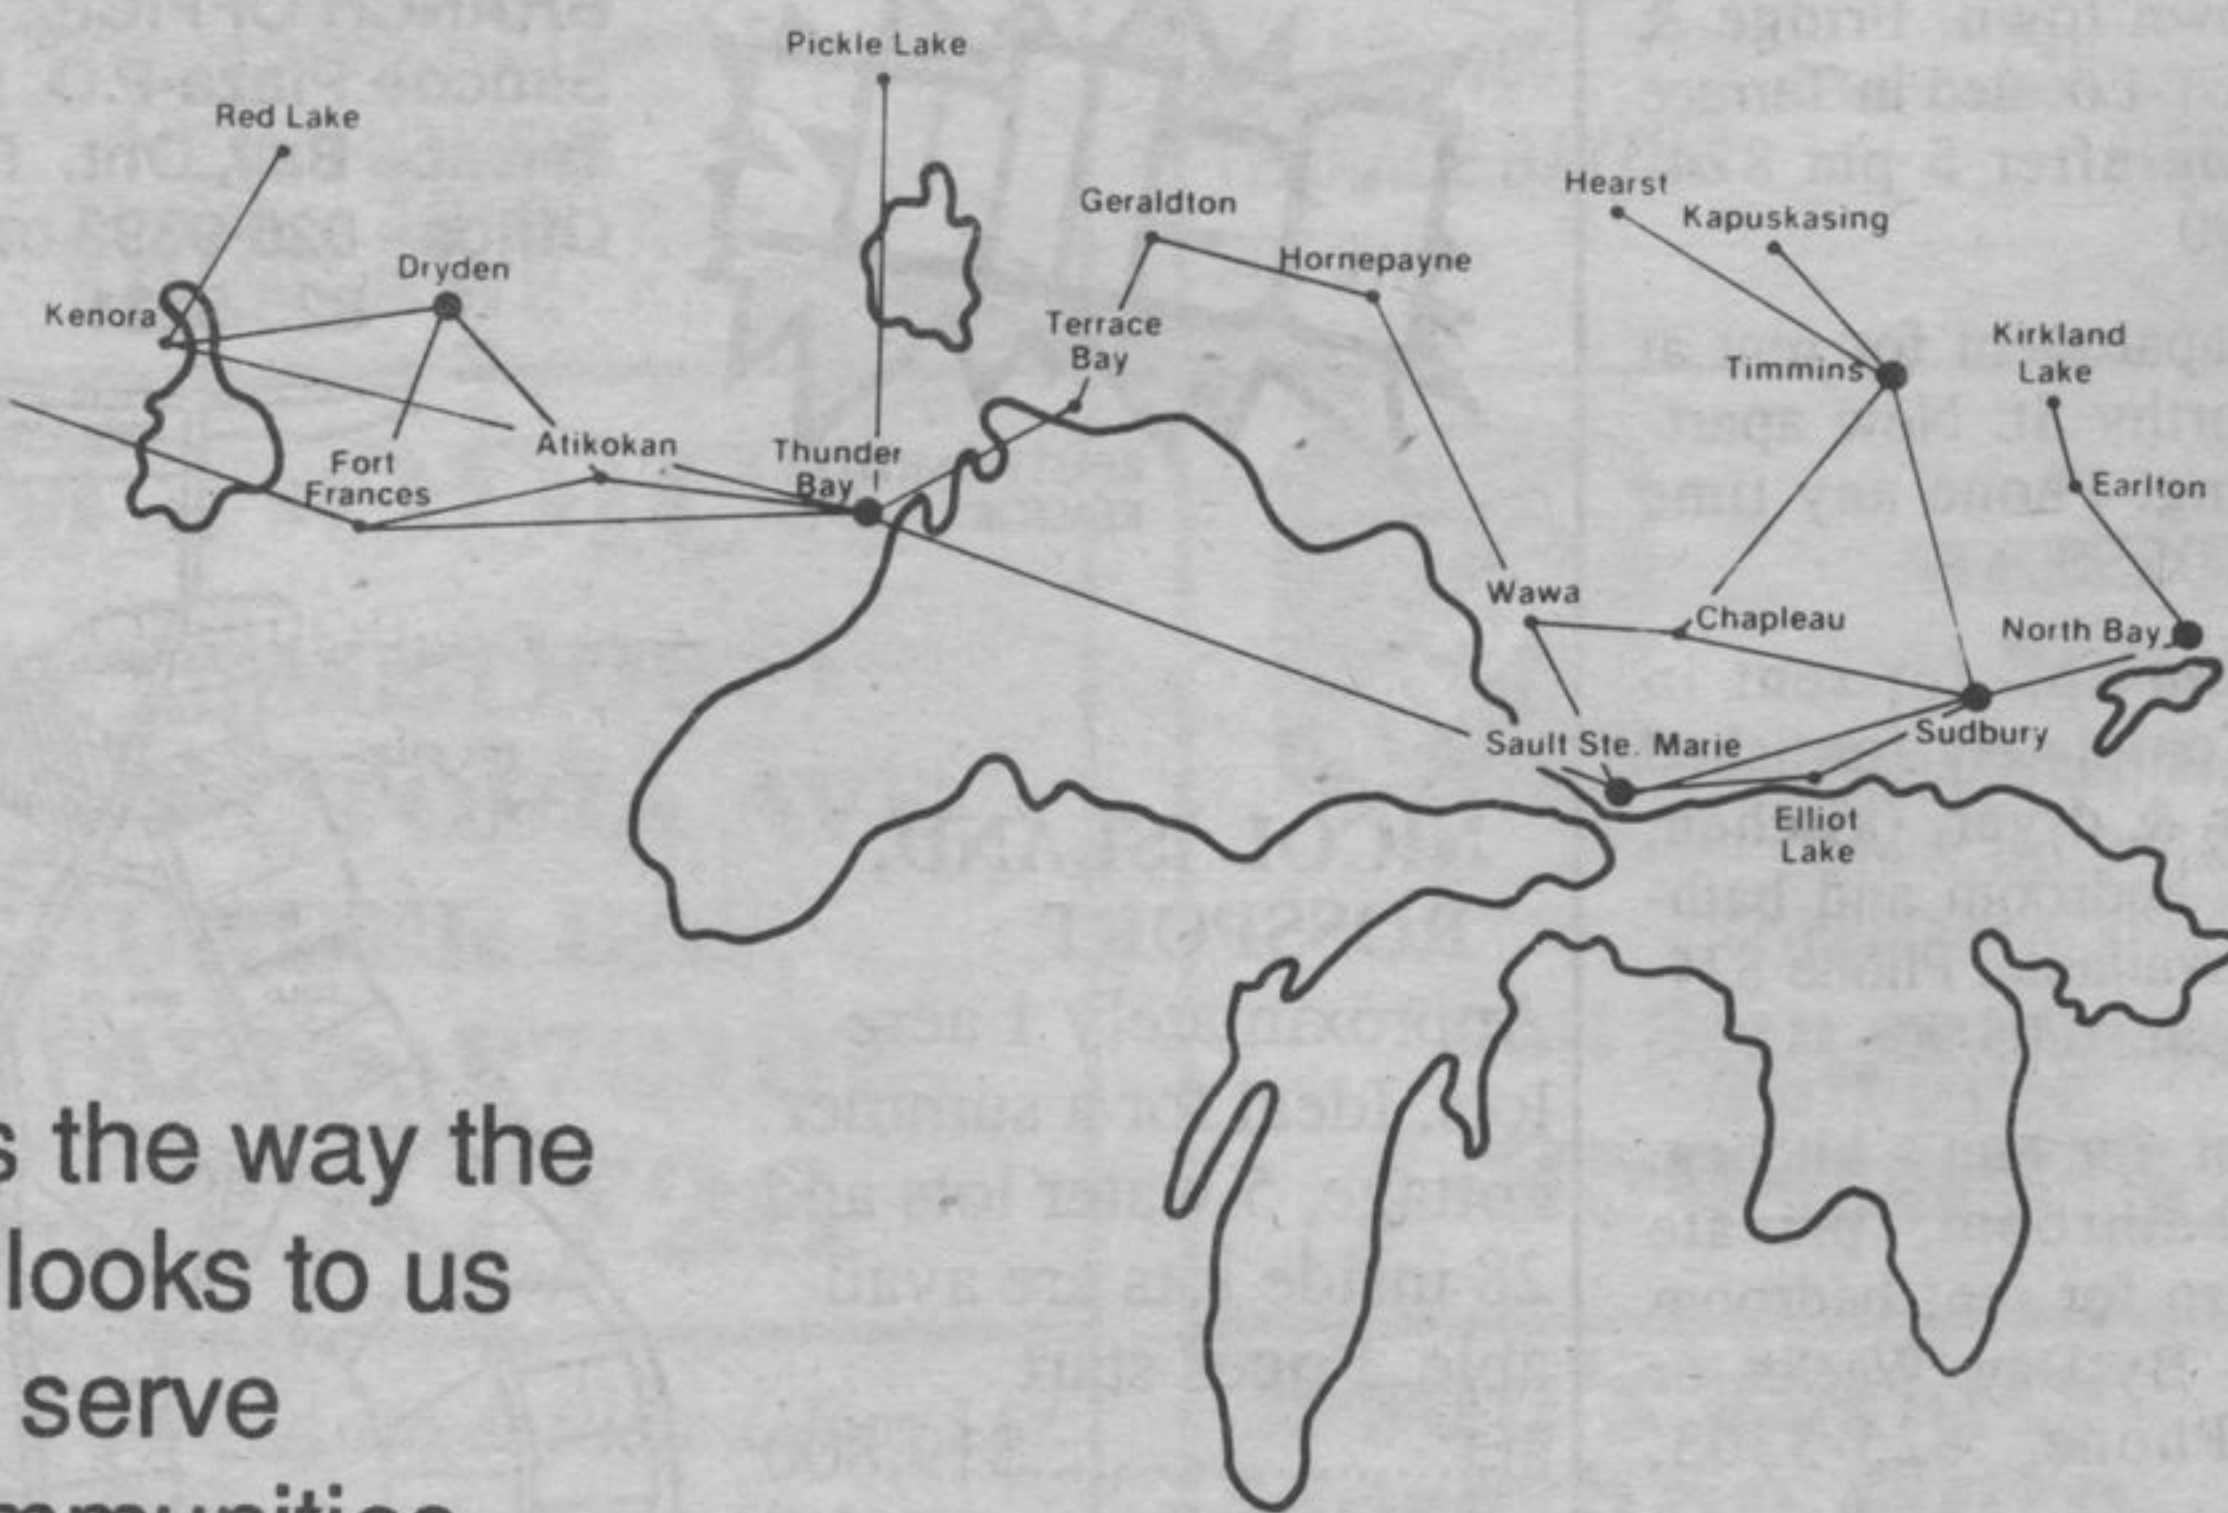 Pickle Lake
Red Lake
Hearst
Geraldton
Kapuskasing
Hornepayne
Dryden
Kenora
Terrace
Bay
Kirkland
Lake
Timmins
Atikokan
Thunder
Bay
Fort
Frances
Earlton
Wawa
Chapleau
North Bay
Sudbury
Sault Ste. Marie
Elliot
Lake
the way the
looks to us
serve